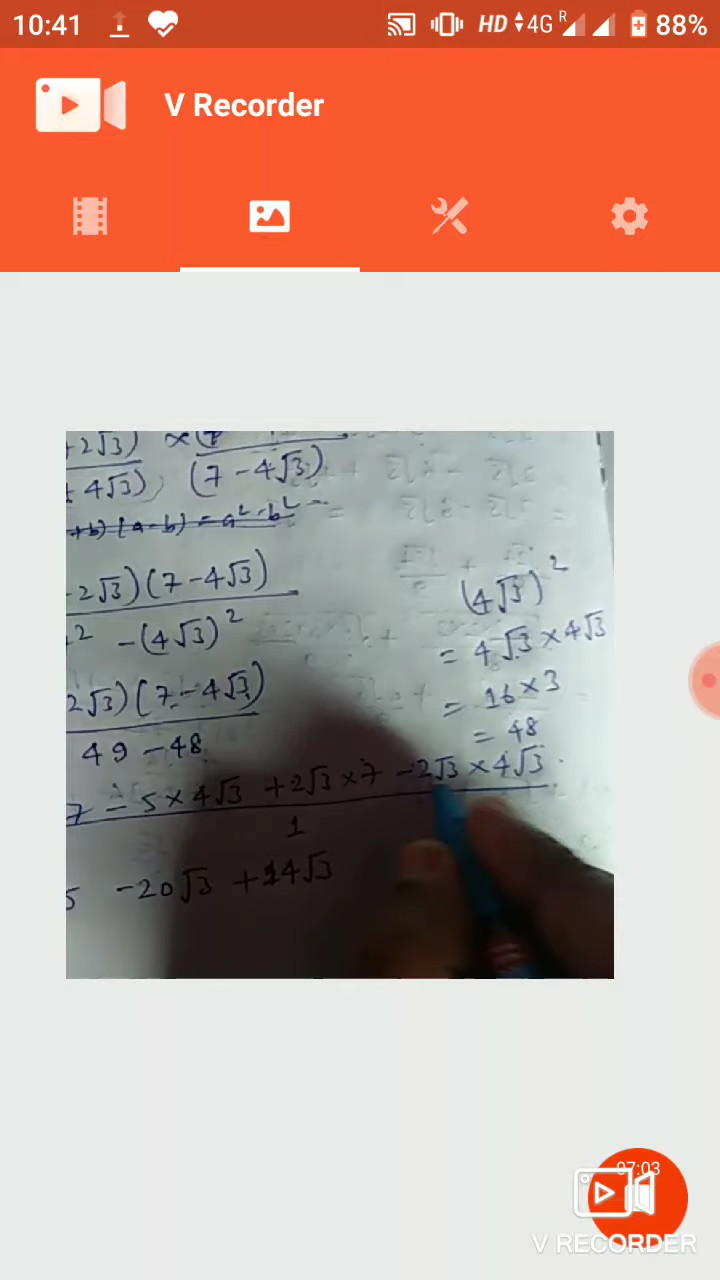 10:41 HD 4G R 88%
V Recorder
+2√3) ×(7
+ 4√3) (7 - 4√3)
+b) (a-b) = a² - b²
-2√3)(7-4√3)
² -(4√3)²
(4√3)²
= 4√3 × 4√3
2√3)(7-4√3)
= 16 × 3
49 - 48
= 48
7 - 5 × 4√3 + 2√3 × 7 - 2√3 × 4√3
1
5 -20√3 + 14√3
07:03
V RECORDER